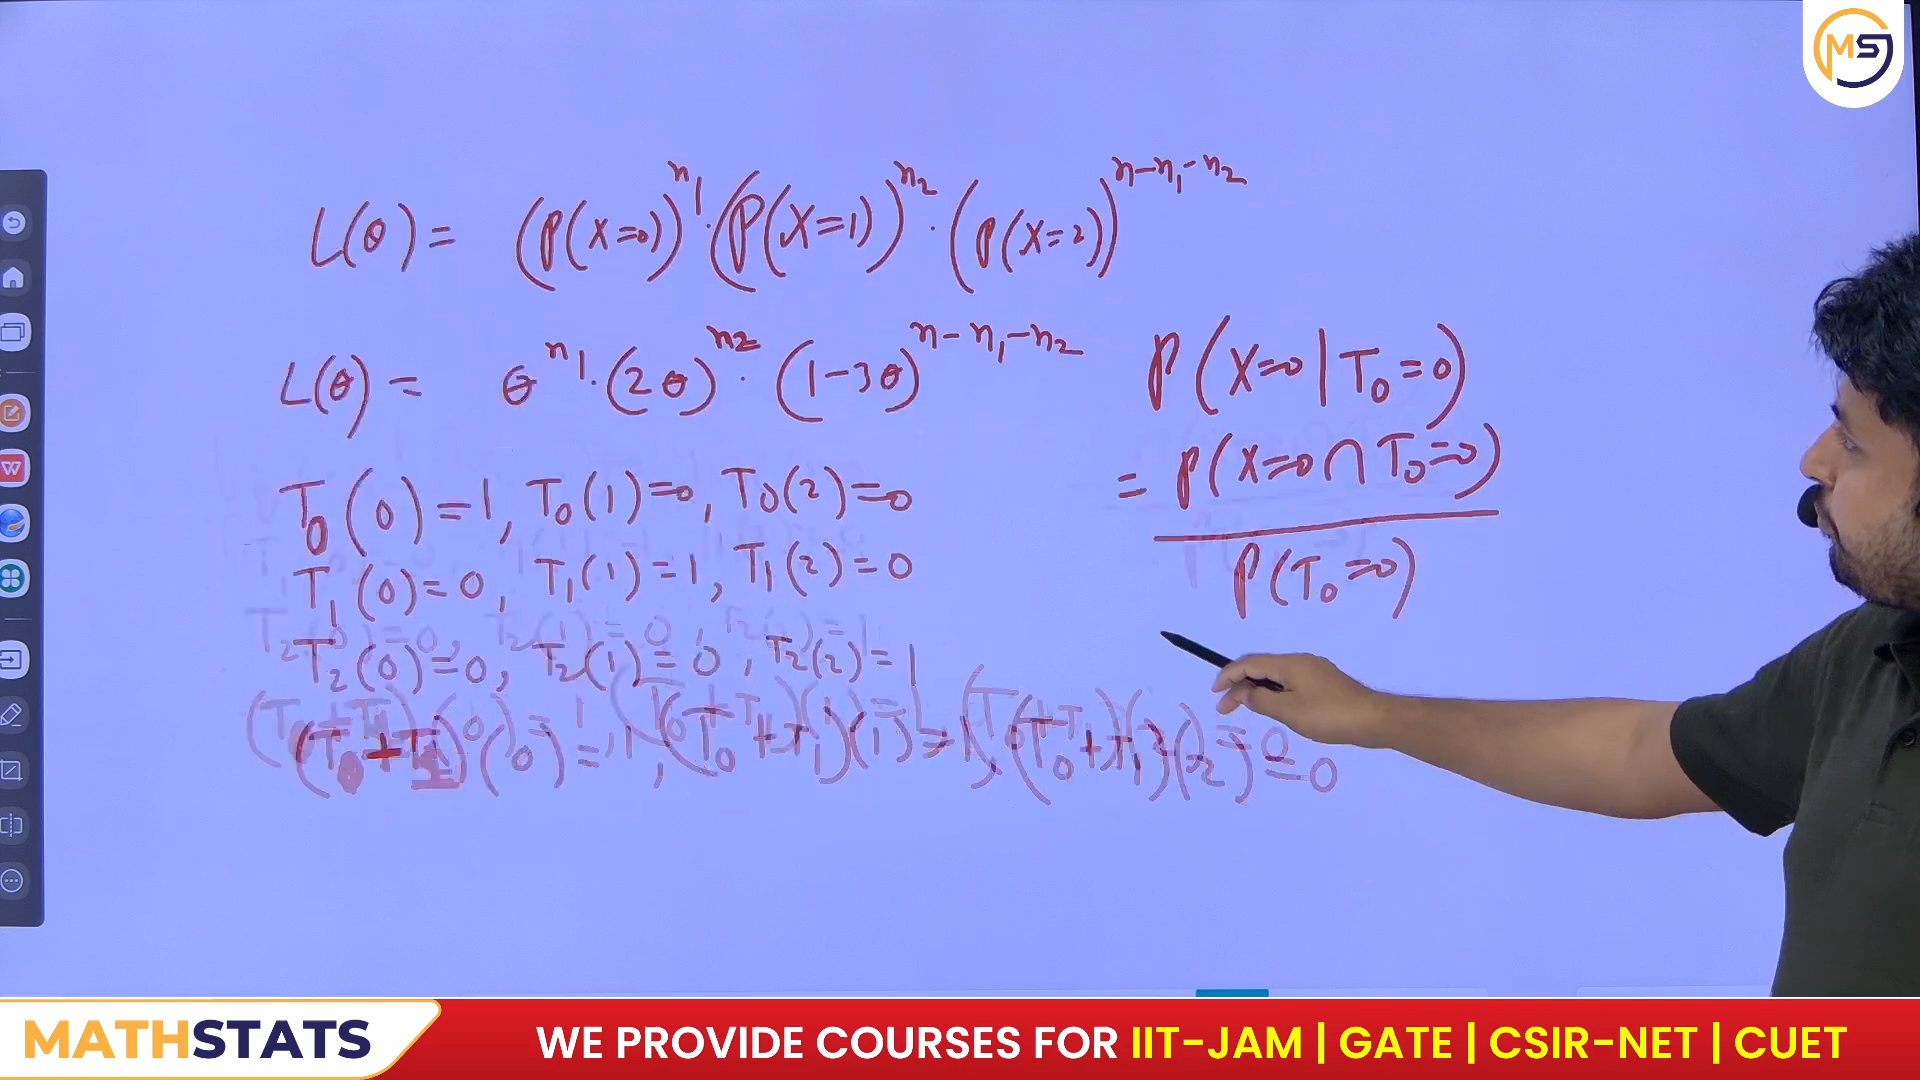 MS
L(θ) = (P(X=0))^n1 · (P(X=1))^n2 · (P(X=2))^n-n1-n2
L(θ) = θ^n1 · (2θ)^n2 · (1-3θ)^n-n1-n2
T0(0)=1, T0(1)=0, T0(2)=0
T1(0)=0, T1(1)=1, T1(2)=0
T2(0)=0, T2(1)=0, T2(2)=1
(T0+T1)(0)=1, (T0+T1)(1)=1, (T0+T1)(2)=0
P(X=0|T0=0)
= P(X=0∩T0=0)
P(T0=0)
MATHSTATS
WE PROVIDE COURSES FOR IIT-JAM | GATE | CSIR-NET | CUET